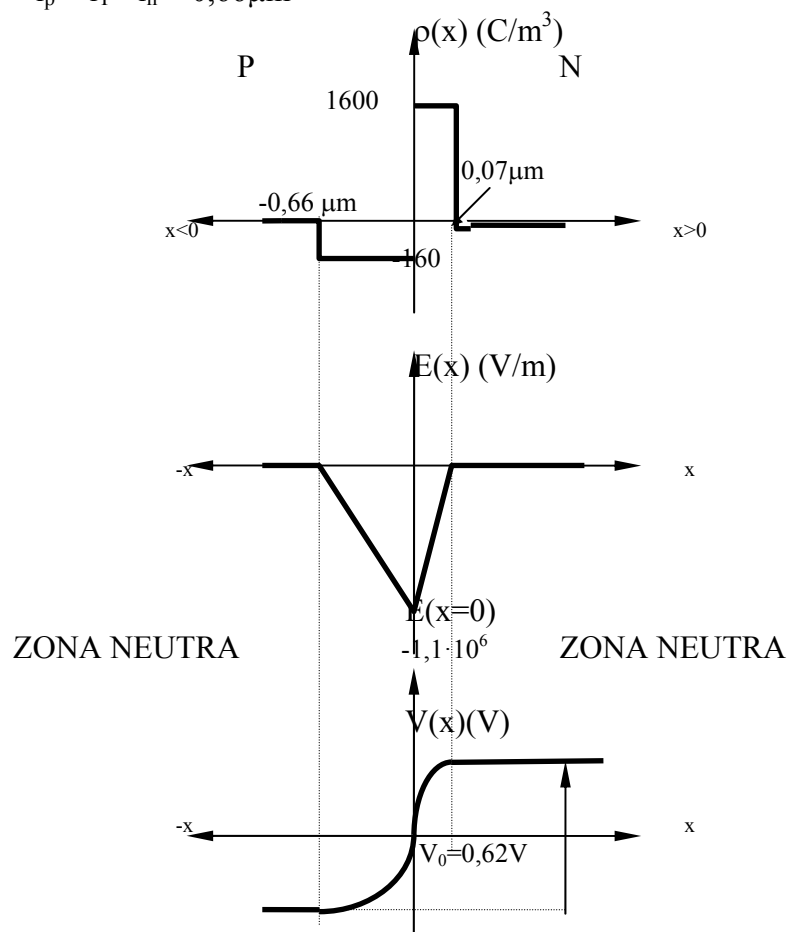 ρ(x) (C/m³)
P N
1600
0,07μm
-0,66 μm
x<0 x>0
-160
E(x) (V/m)
-x x
E(x=0)
ZONA NEUTRA -1,1·10⁶ ZONA NEUTRA
V(x)(V)
-x x
V₀=0,62V